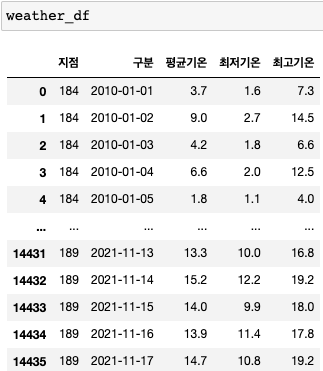 weather_df
지점 구분 평균기온 최저기온 최고기온
0 184 2010-01-01 3.7 1.6 7.3
1 184 2010-01-02 9.0 2.7 14.5
2 184 2010-01-03 4.2 1.8 6.6
3 184 2010-01-04 6.6 2.0 12.5
4 184 2010-01-05 1.8 1.1 4.0
... ... ... ... ... ...
14431 189 2021-11-13 13.3 10.0 16.8
14432 189 2021-11-14 15.2 12.2 19.2
14433 189 2021-11-15 14.0 9.9 18.0
14434 189 2021-11-16 13.9 11.4 17.8
14435 189 2021-11-17 14.7 10.8 19.2